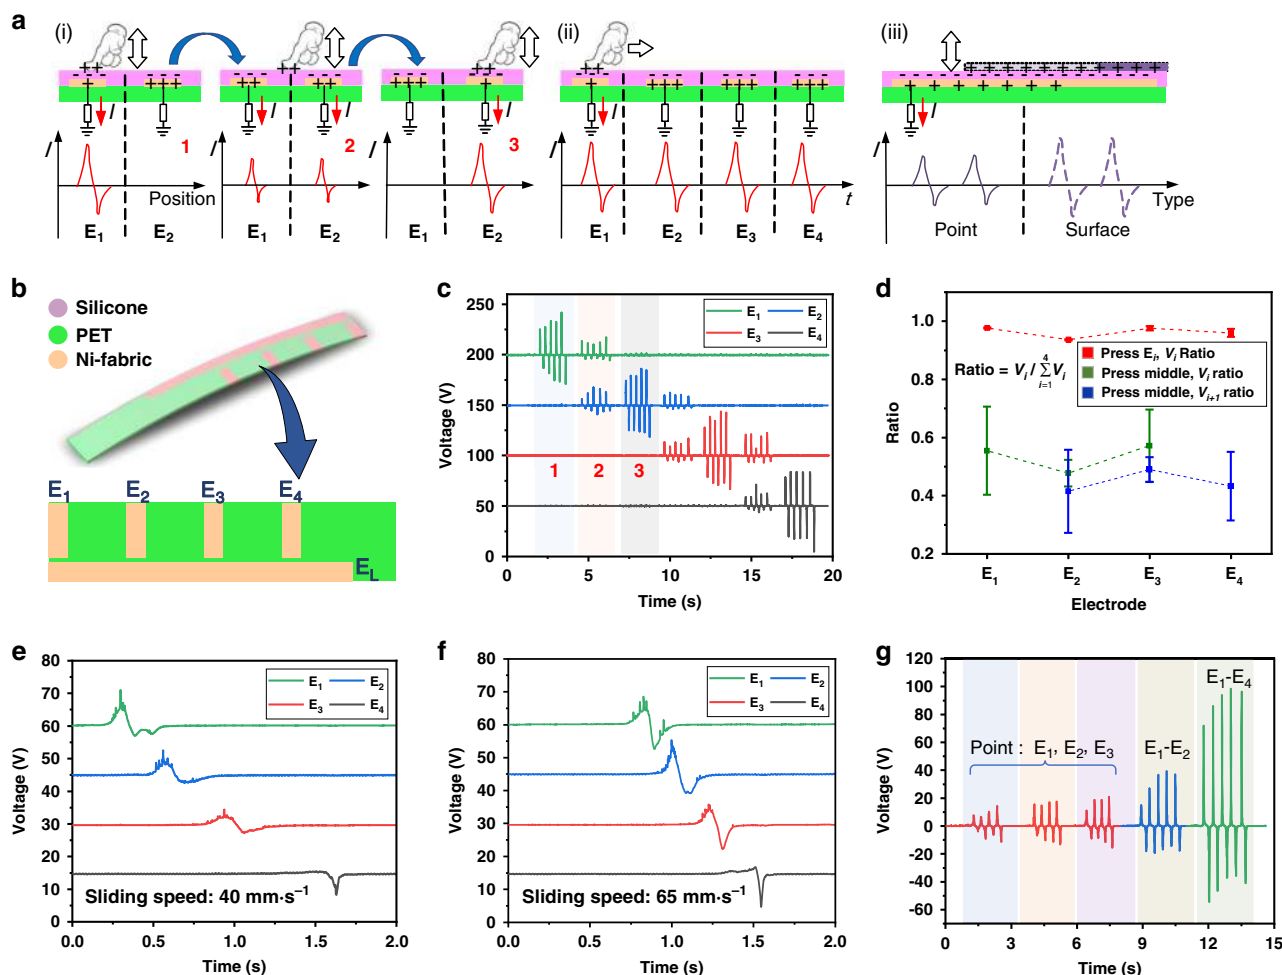 a
(i)
(ii)
(iii)
I
I
I
I
I
1
2
3
I
I
I
I
I
Position
t
Type
E1
E2
E1
E2
E1
E2
E1
E2
E3
E4
Point
Surface
b
Silicone
PET
Ni-fabric
E1
E2
E3
E4
EL
c
250
200
150
100
50
0
Voltage (V)
E1
E2
E3
E4
1
2
3
0
5
10
15
20
Time (s)
d
1.0
0.8
0.6
0.4
0.2
Ratio
Press Ei, Vi Ratio
Press middle, Vi ratio
Press middle, Vi+1 ratio
Ratio = Vi / 4∑i=1 Vi
E1
E2
E3
E4
Electrode
e
80
70
60
50
40
30
20
10
0
Voltage (V)
E1
E2
E3
E4
Sliding speed: 40 mm·s−1
0.0
0.5
1.0
1.5
2.0
Time (s)
f
80
70
60
50
40
30
20
10
0
Voltage (V)
E1
E2
E3
E4
Sliding speed: 65 mm·s−1
0.0
0.5
1.0
1.5
2.0
Time (s)
g
120
100
80
60
40
20
0
-20
-40
-60
Voltage (V)
Point : E1, E2, E3
E1-E2
E1-E4
0
3
6
9
12
15
Time (s)